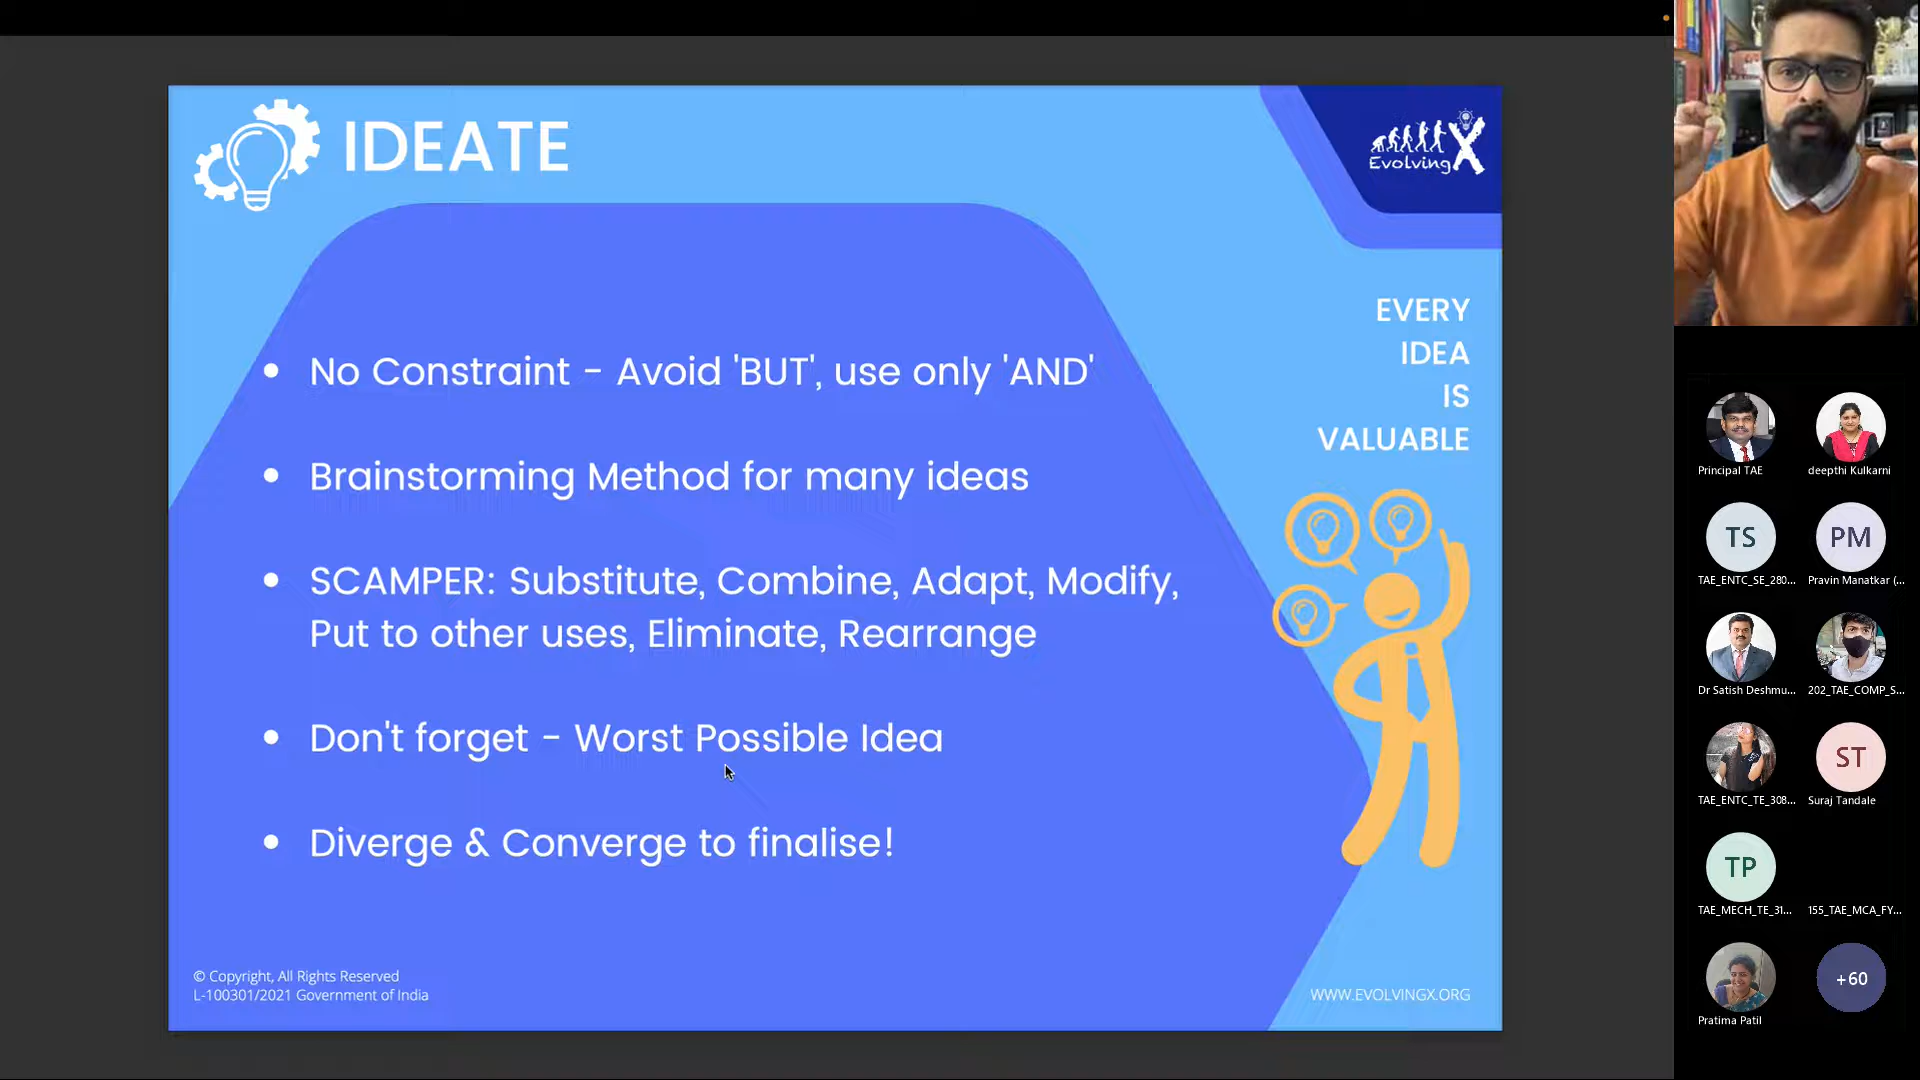 IDEATE
Evolving X
EVERY
IDEA
IS
VALUABLE
• No Constraint - Avoid 'BUT', use only 'AND'
• Brainstorming Method for many ideas
• SCAMPER: Substitute, Combine, Adapt, Modify,
Put to other uses, Eliminate, Rearrange
• Don't forget - Worst Possible Idea
• Diverge & Converge to finalise!
© Copyright, All Rights Reserved
L-100301/2021 Government of India
WWW.EVOLVINGX.ORG
Principal TAE
deepthi Kulkarni
TS
PM
TAE_ENTC_SE_280...
Pravin Manatkar (...
Dr Satish Deshmu...
202_TAE_COMP_S...
ST
TAE_ENTC_TE_308...
Suraj Tandale
TP
TAE_MECH_TE_31...
155_TAE_MCA_FY...
+60
Pratima Patil